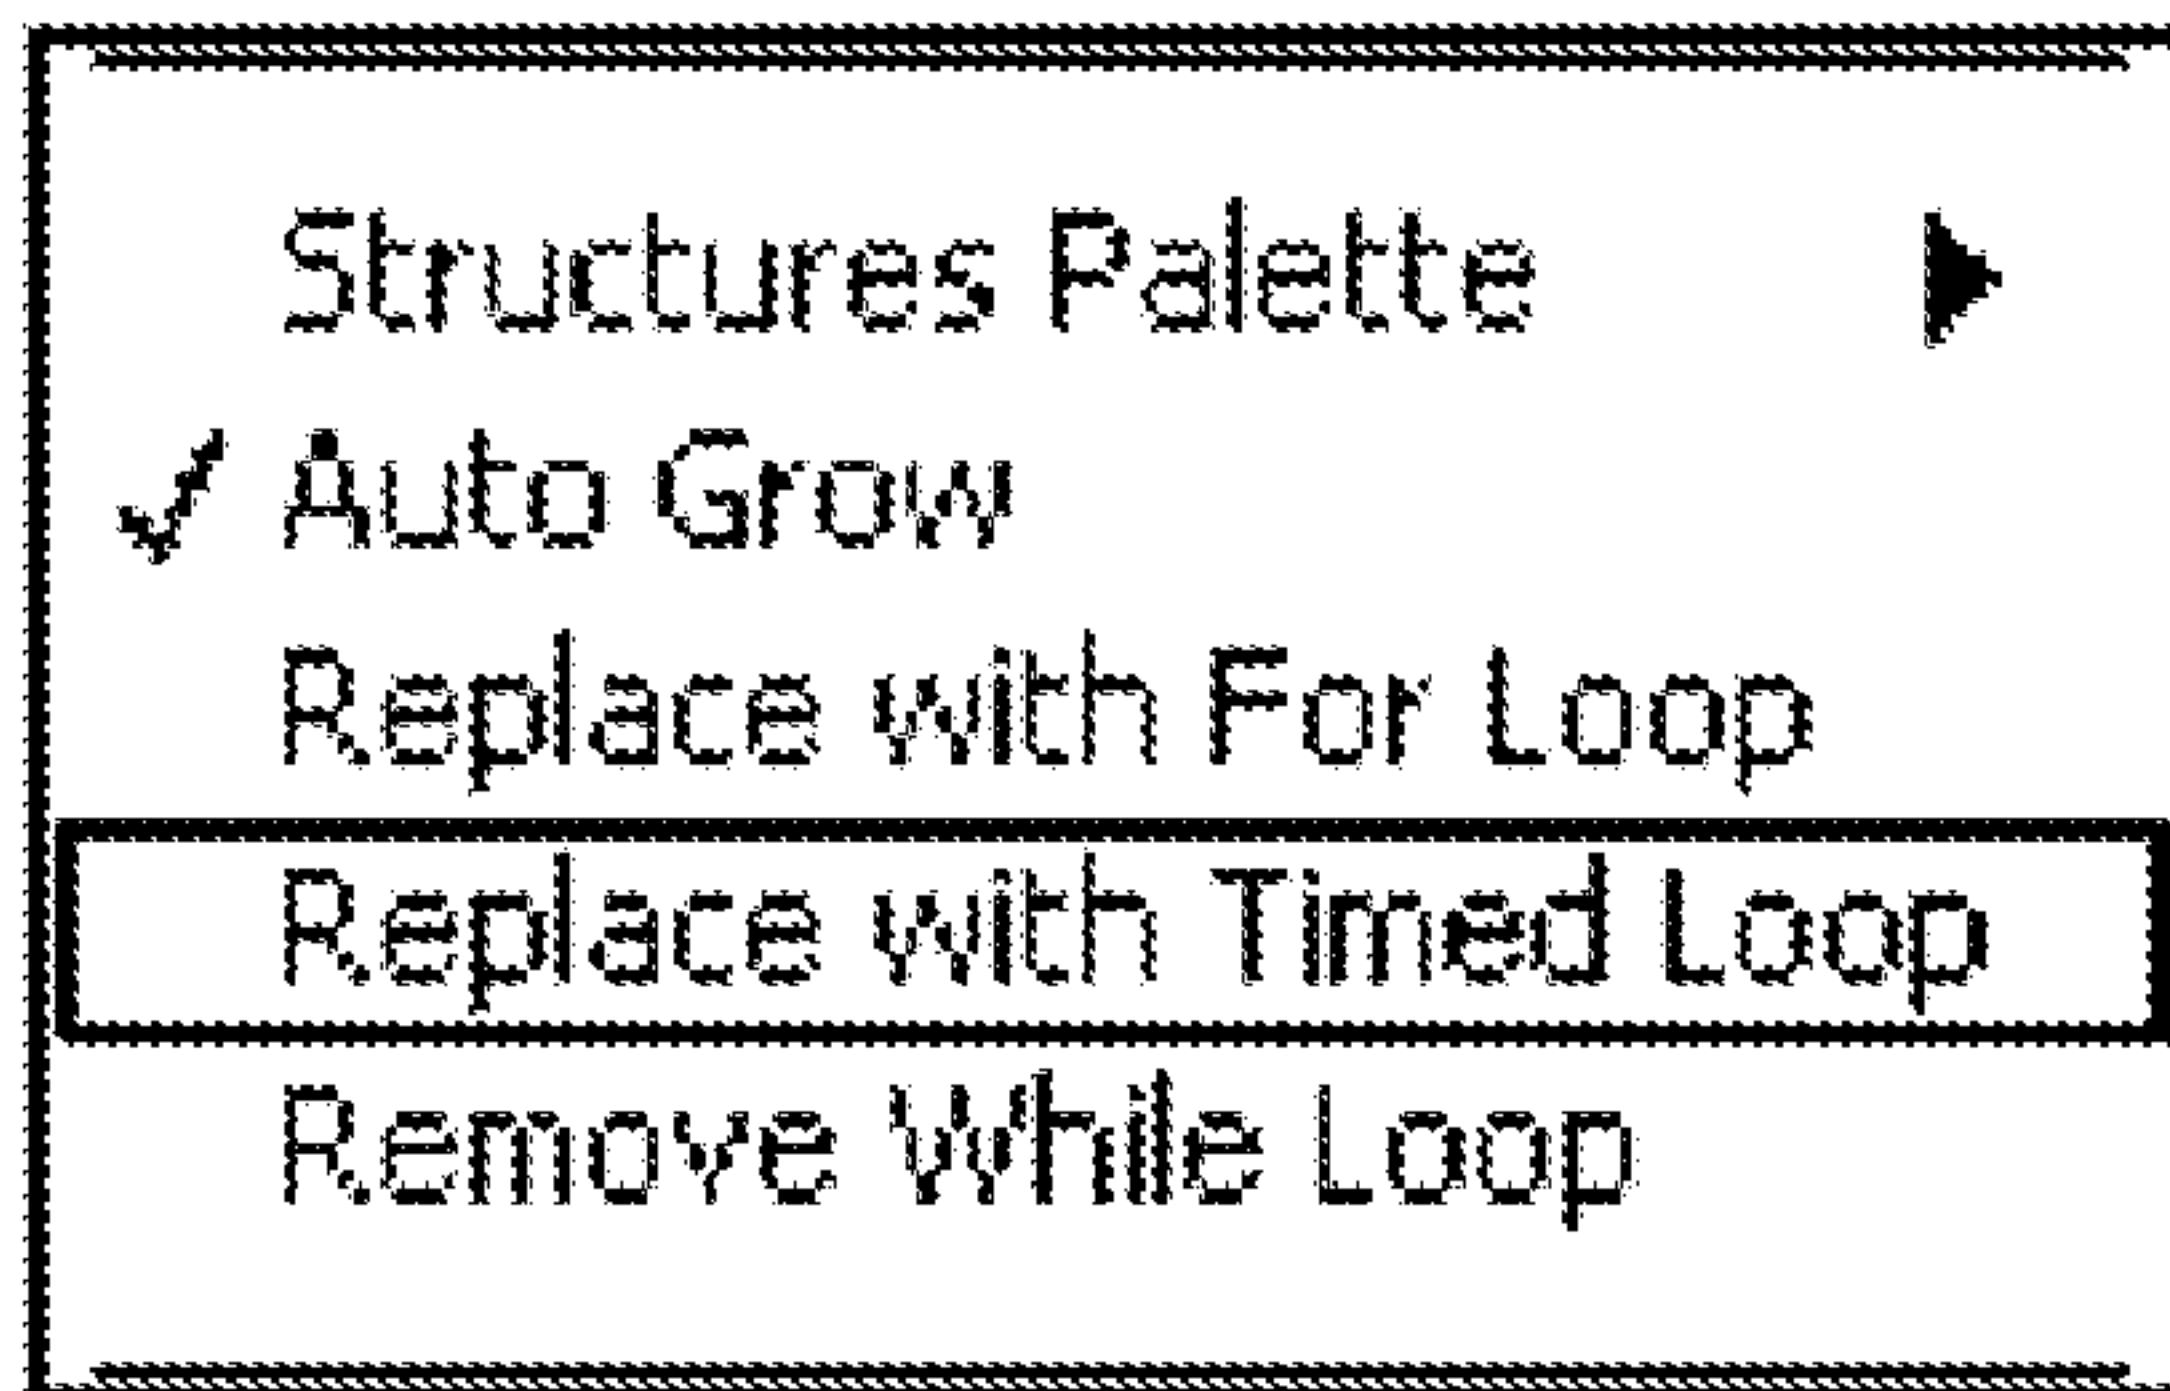 Structures Palette
Auto Grow
Replace with For Loop
Replace with Timed Loop
Remove While Loop